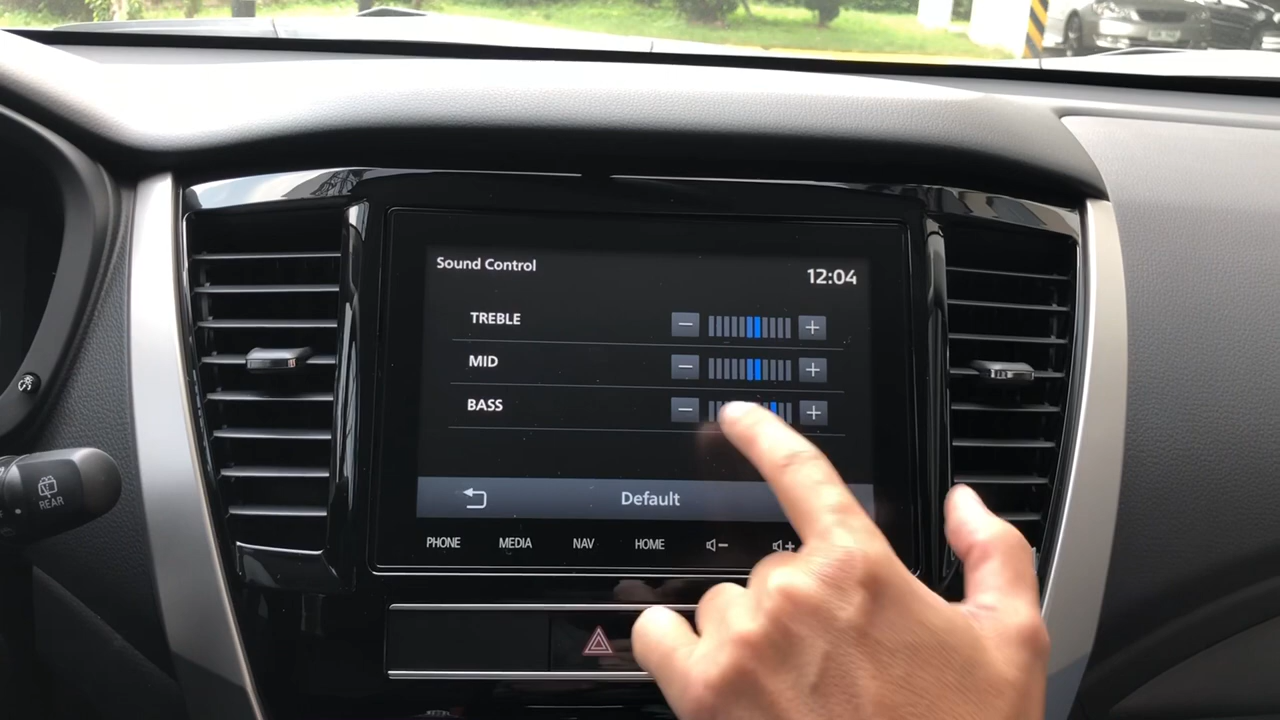 Sound Control
12:04
TREBLE
MID
BASS
Default
PHONE MEDIA NAV HOME
REAR